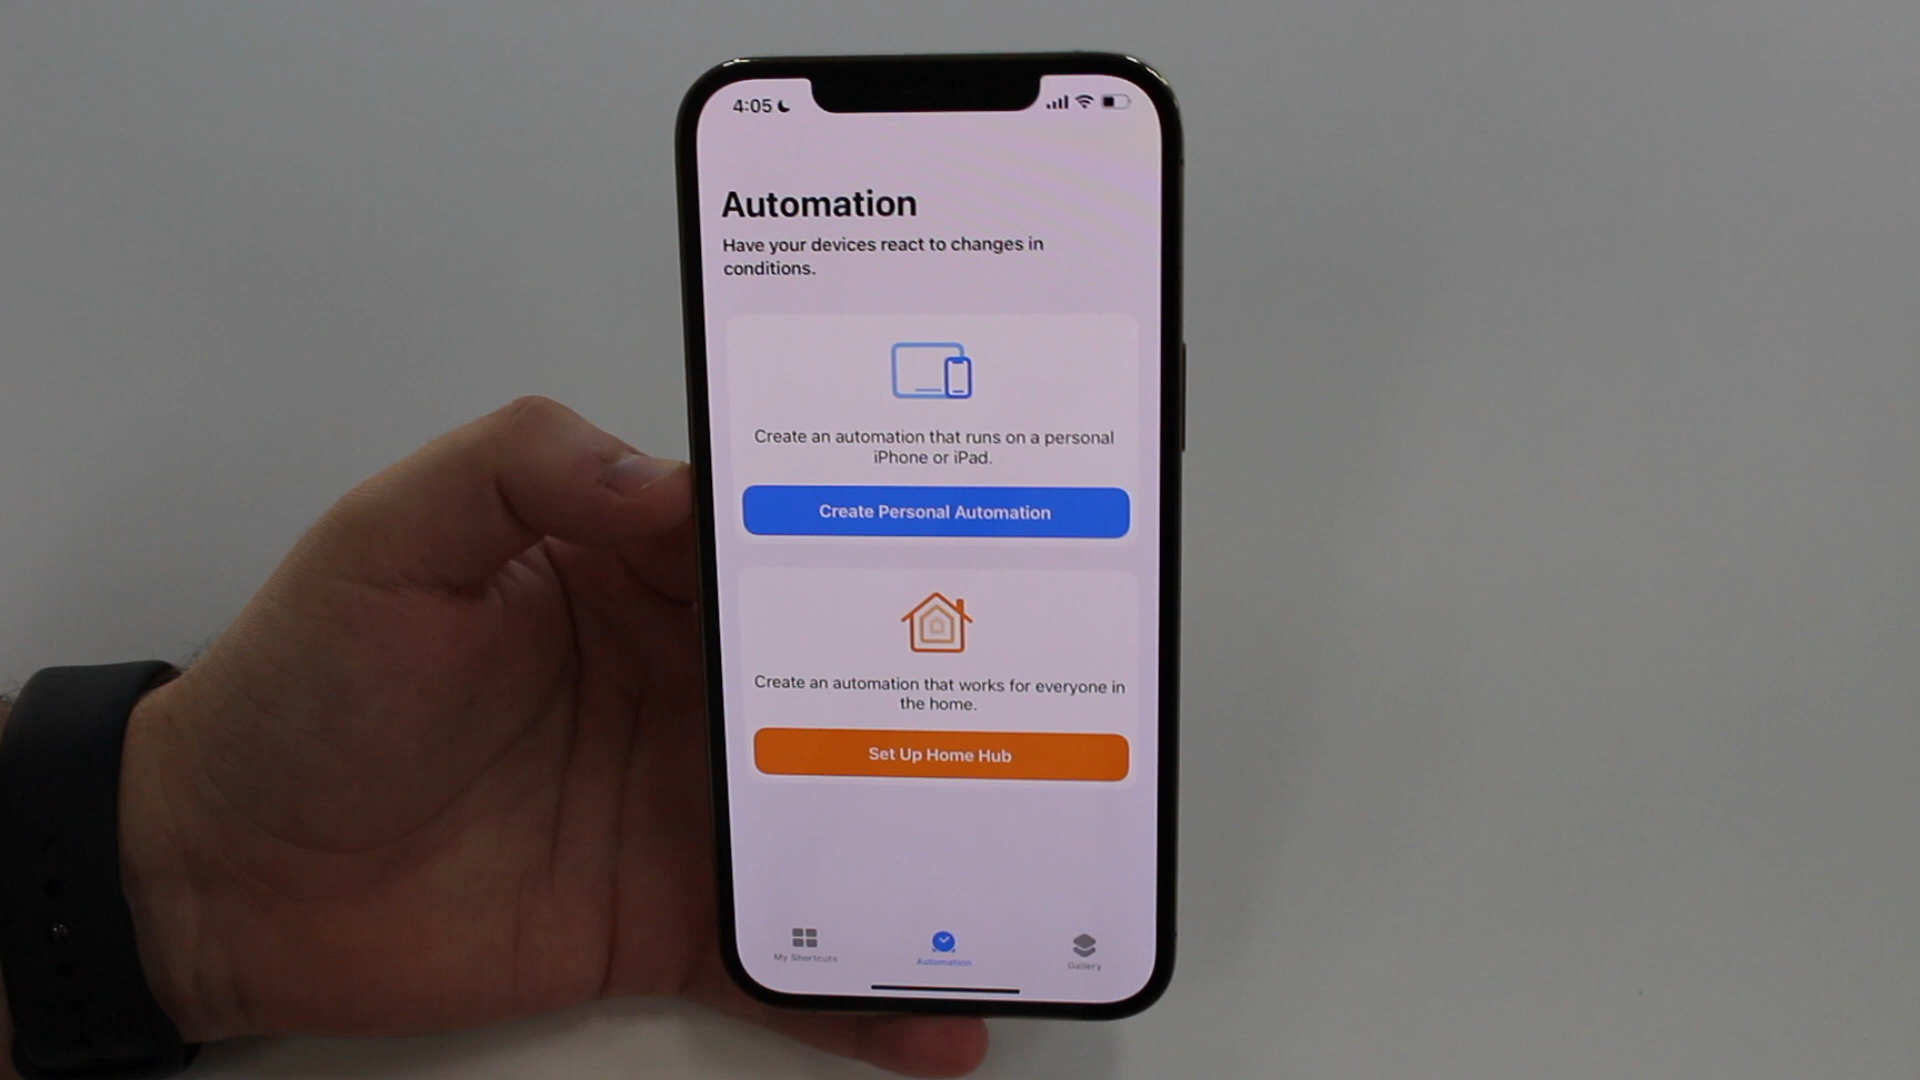 4:05
Automation
Have your devices react to changes in
conditions.
Create an automation that runs on a personal
iPhone or iPad.
Create Personal Automation
Create an automation that works for everyone in
the home.
Set Up Home Hub
My Shortcuts
Automation
Gallery